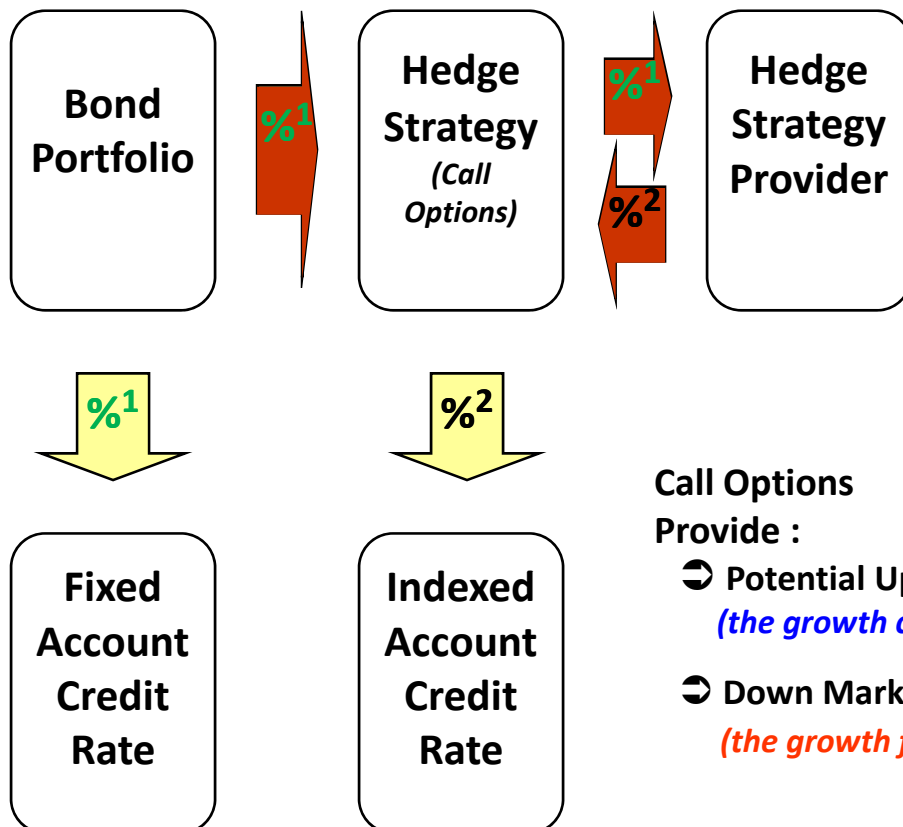 Bond
Portfolio
%¹
Hedge
Strategy
(Call
Options)
%¹
%²
Hedge
Strategy
Provider
%¹
%²
Fixed
Account
Credit
Rate
Indexed
Account
Credit
Rate
Call Options
Provide :
➲ Potential
(the growth
➲ Down
(the growth